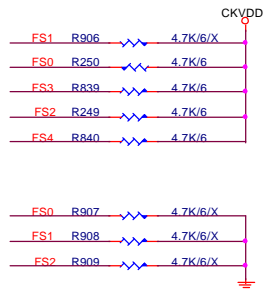 CKVDD
FS1 R906 4.7K/6/X
FS0 R250 4.7K/6
FS3 R839 4.7K/6
FS2 R249 4.7K/6
FS4 R840 4.7K/6
FS0 R907 4.7K/6/X
FS1 R908 4.7K/6/X
FS2 R909 4.7K/6/X